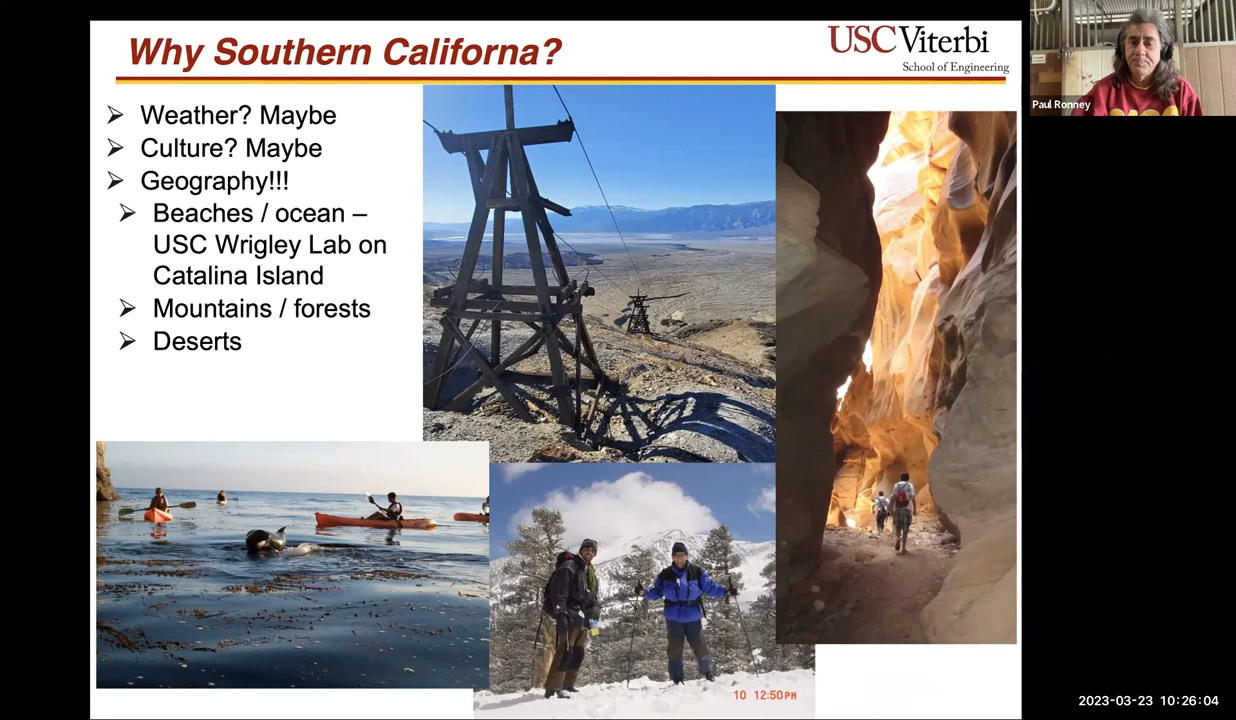 Why Southern Californa?
USC Viterbi
School of Engineering
Weather? Maybe
Culture? Maybe
Geography!!!
Beaches / ocean –
USC Wrigley Lab on
Catalina Island
Mountains / forests
Deserts
10 12:50PM
Paul Ronney
2023-03-23 10:26:04